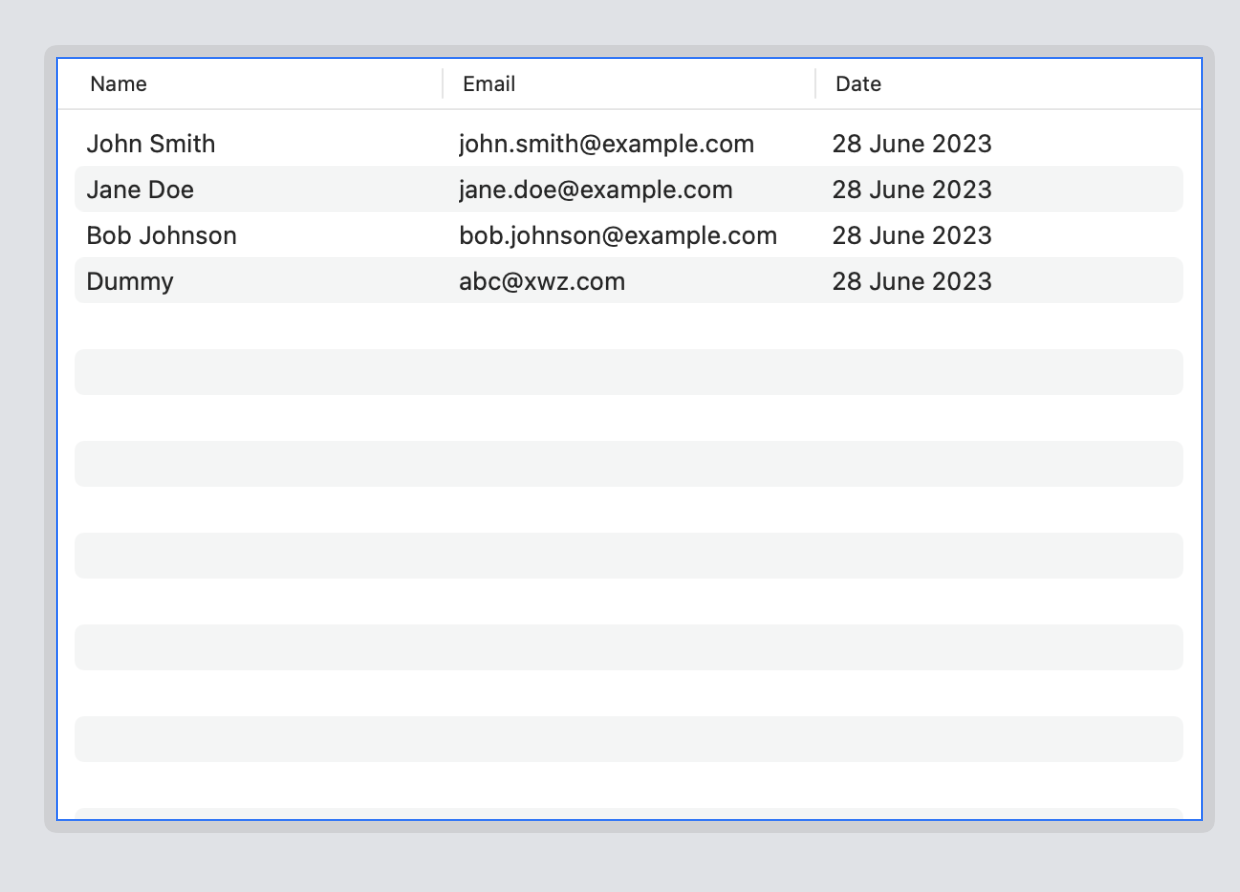 Name Email Date
John Smith john.smith@example.com 28 June 2023
Jane Doe jane.doe@example.com 28 June 2023
Bob Johnson bob.johnson@example.com 28 June 2023
Dummy abc@xwz.com 28 June 2023